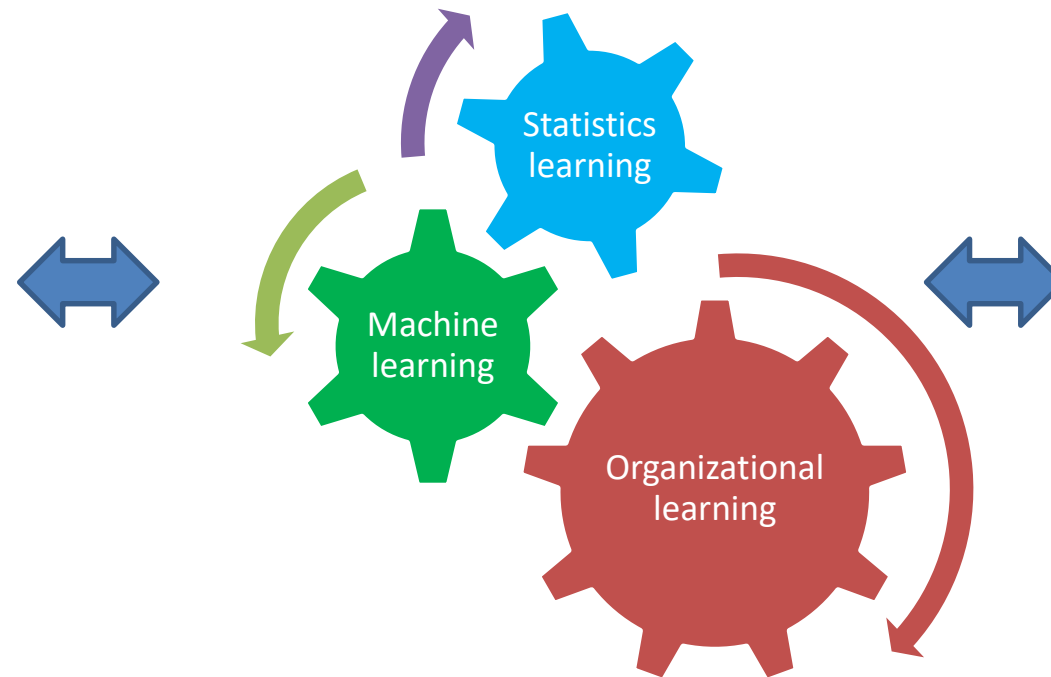 Statistics
learning
Machine
learning
Organizational
learning